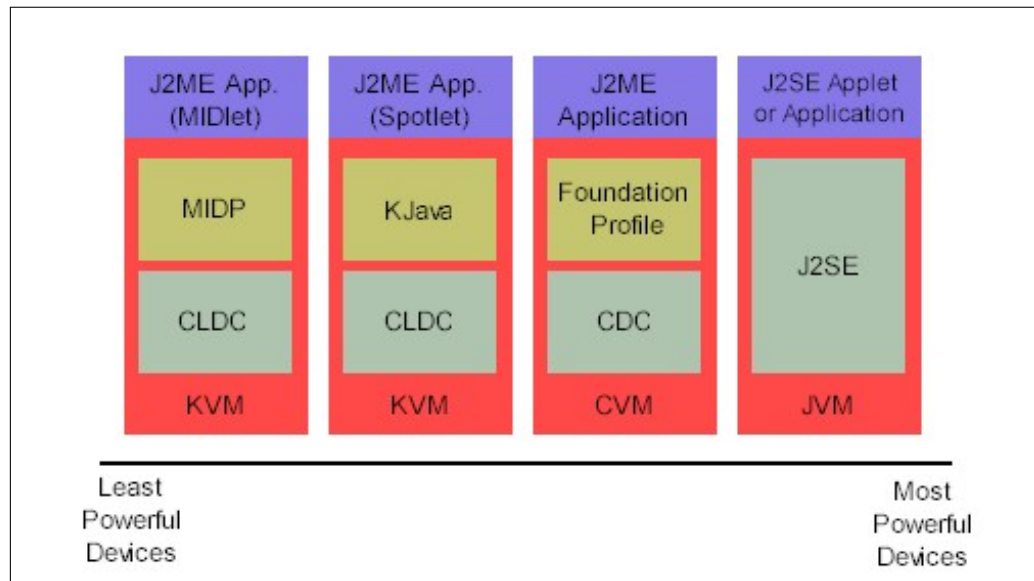 J2ME App.
(MIDlet)
MIDP
CLDC
KVM
J2ME App.
(Spotlet)
KJava
CLDC
KVM
J2ME
Application
Foundation
Profile
CDC
CVM
J2SE Applet
or Application
J2SE
JVM
Least
Powerful
Devices
Most
Powerful
Devices